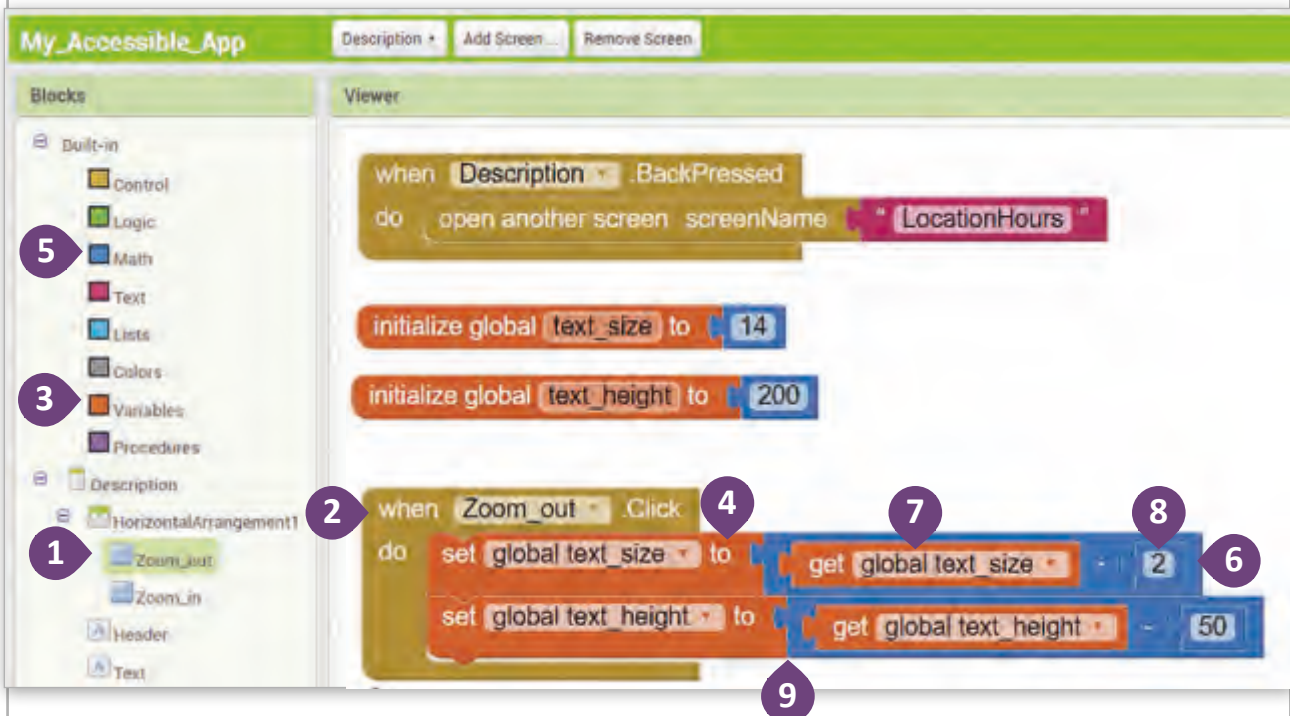 My_Accessible_App Description Add Screen... Remove Screen
Blocks Viewer
Built-in
Control
Logic
5 Math
Text
Lists
Colors
3 Variables
Procedures
Description
HorizontalArrangement1
1 Zoom_out
Zoom_in
Header
Text
when Description .BackPressed
do open another screen screenName " LocationHours "
initialize global text_size to 14
initialize global text_height to 200
2 when Zoom_out .Click 4 7 8
do set global text_size to get global text_size - 2 6
set global text_height to get global text_height - 50
9